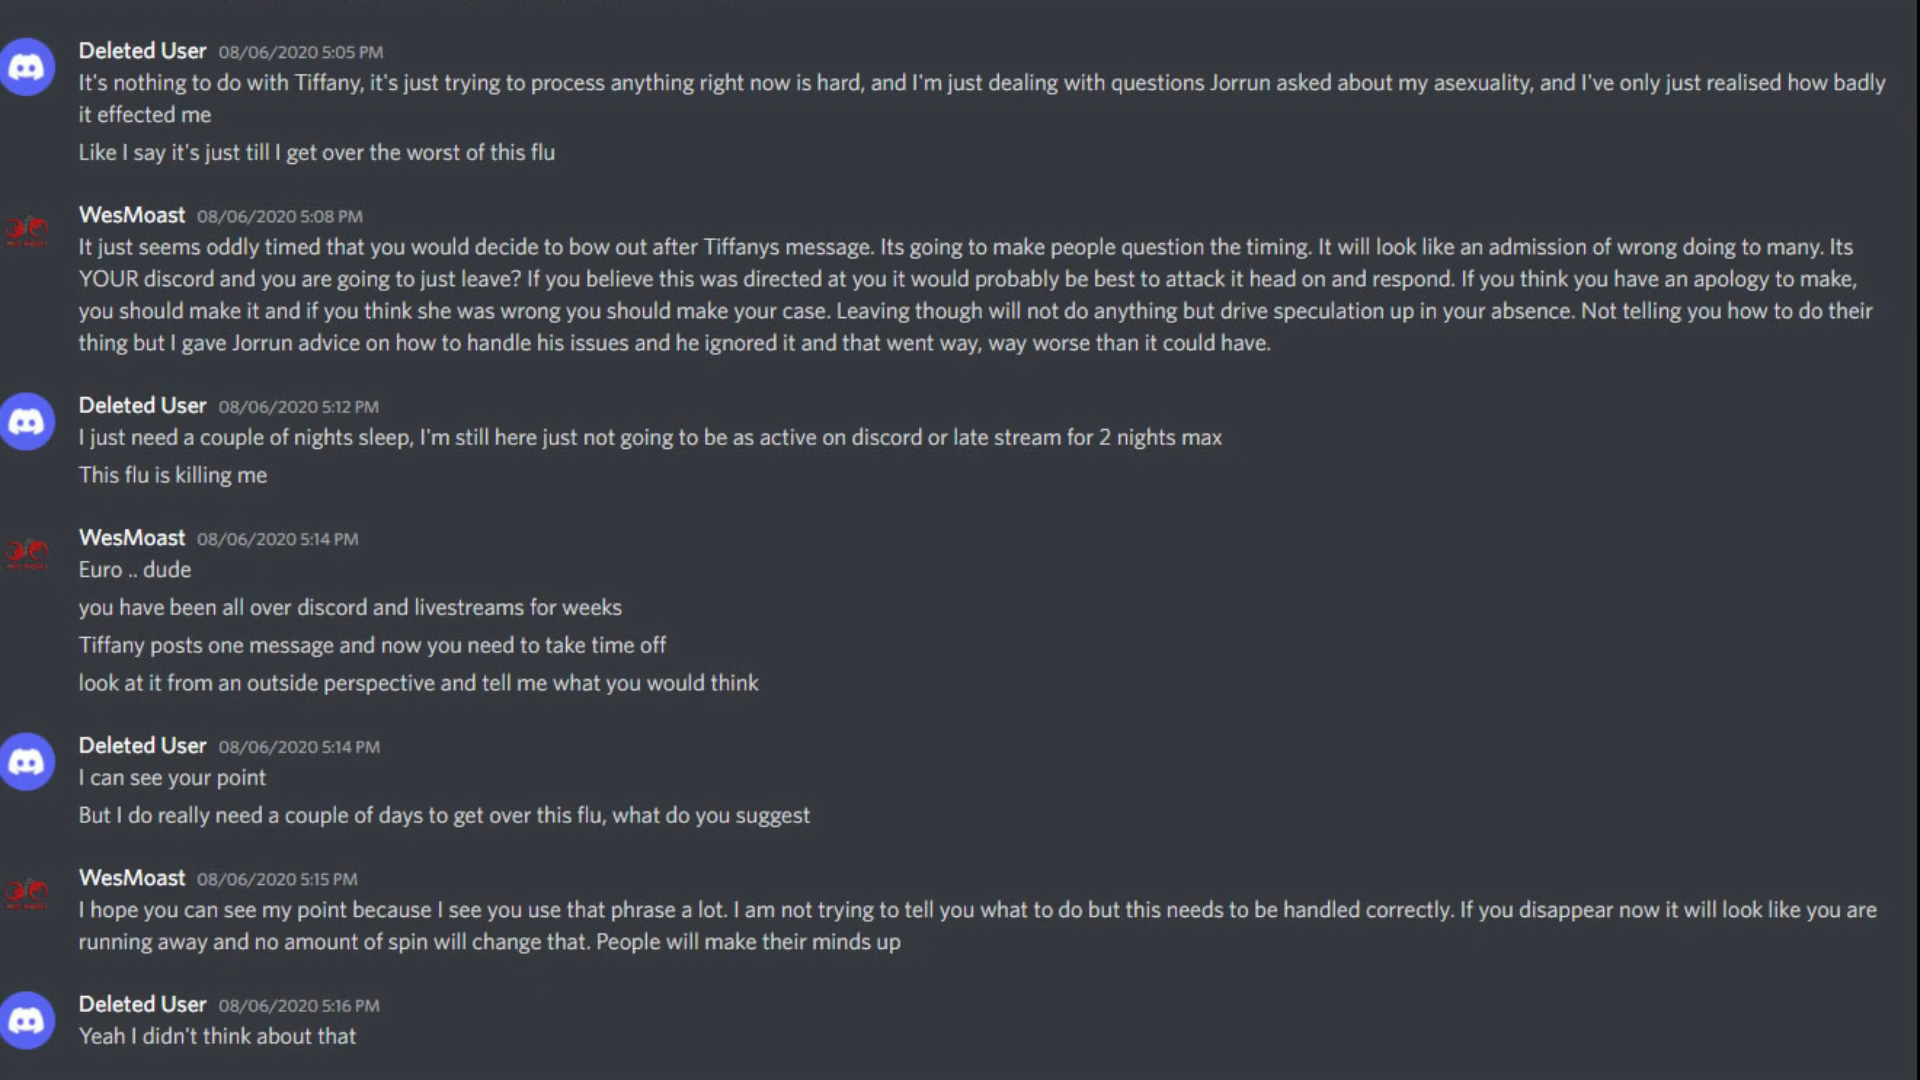 Deleted User 08/06/2020 5:05 PM
It's nothing to do with Tiffany, it's just trying to process anything right now is hard, and I'm just dealing with questions Jorrun asked about my asexuality, and I've only just realised how badly
it effected me
Like I say it's just till I get over the worst of this flu
WesMoast 08/06/2020 5:08 PM
It just seems oddly timed that you would decide to bow out after Tiffanys message. Its going to make people question the timing. It will look like an admission of wrong doing to many. Its
YOUR discord and you are going to just leave? If you believe this was directed at you it would probably be best to attack it head on and respond. If you think you have an apology to make,
you should make it and if you think she was wrong you should make your case. Leaving though will not do anything but drive speculation up in your absence. Not telling you how to do their
thing but I gave Jorrun advice on how to handle his issues and he ignored it and that went way, way worse than it could have.
Deleted User 08/06/2020 5:12 PM
I just need a couple of nights sleep, I'm still here just not going to be as active on discord or late stream for 2 nights max
This flu is killing me
WesMoast 08/06/2020 5:14 PM
Euro .. dude
you have been all over discord and livestreams for weeks
Tiffany posts one message and now you need to take time off
look at it from an outside perspective and tell me what you would think
Deleted User 08/06/2020 5:14 PM
I can see your point
But I do really need a couple of days to get over this flu, what do you suggest
WesMoast 08/06/2020 5:15 PM
I hope you can see my point because I see you use that phrase a lot. I am not trying to tell you what to do but this needs to be handled correctly. If you disappear now it will look like you are
running away and no amount of spin will change that. People will make their minds up
Deleted User 08/06/2020 5:16 PM
Yeah I didn't think about that